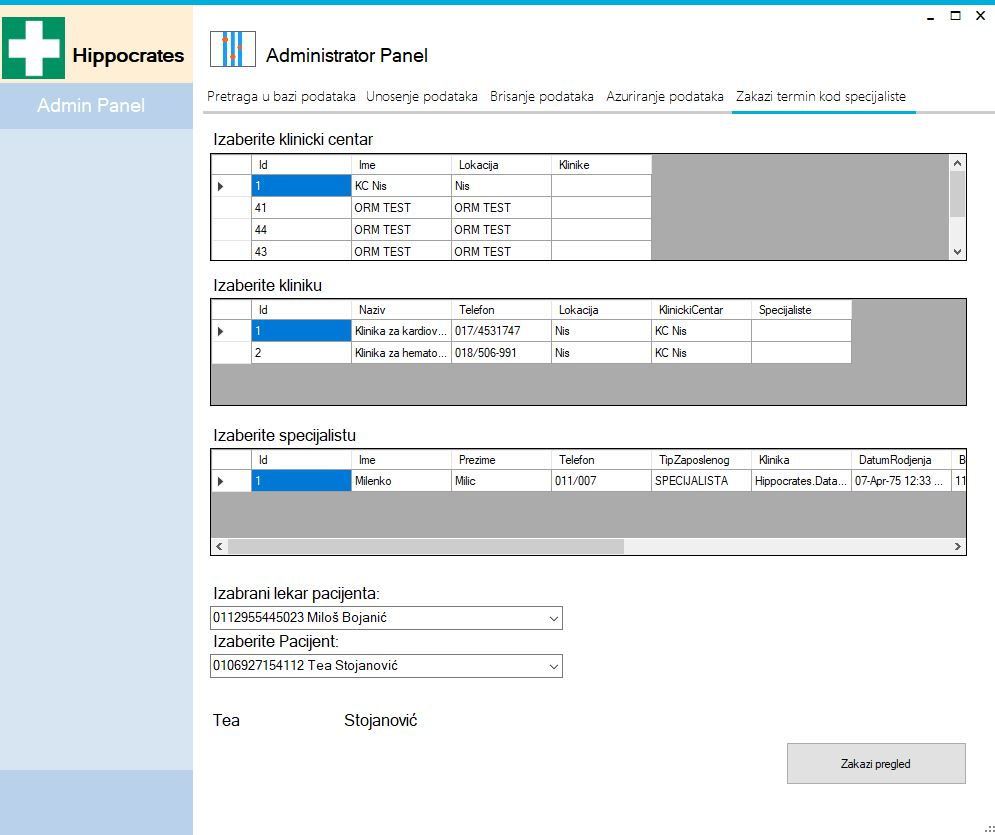 Hippocrates
Admin Panel
Administrator Panel
Pretraga u bazi podataka Unosenje podataka Brisanje podataka Azuriranje podataka Zakazi termin kod specijaliste
Izaberite klinicki centar
Id Ime Lokacija Klinike
1 KC Nis Nis
41 ORM TEST ORM TEST
44 ORM TEST ORM TEST
43 ORM TEST ORM TEST
Izaberite kliniku
Id Naziv Telefon Lokacija KlinickiCentar Specijaliste
1 Klinika za kardiov... 017/4531747 Nis KC Nis
2 Klinika za hemato... 018/506-991 Nis KC Nis
Izaberite specijalistu
Id Ime Prezime Telefon TipZaposlenog Klinika DatumRodjenja B
1 Milenko Milic 011/007 SPECIJALISTA Hippocrates.Data... 07-Apr-75 12:33 ... 11
Izabrani lekar pacijenta:
0112955445023 Miloš Bojanić
Izaberite Pacijent:
0106927154112 Tea Stojanović
Tea Stojanović
Zakazi pregled